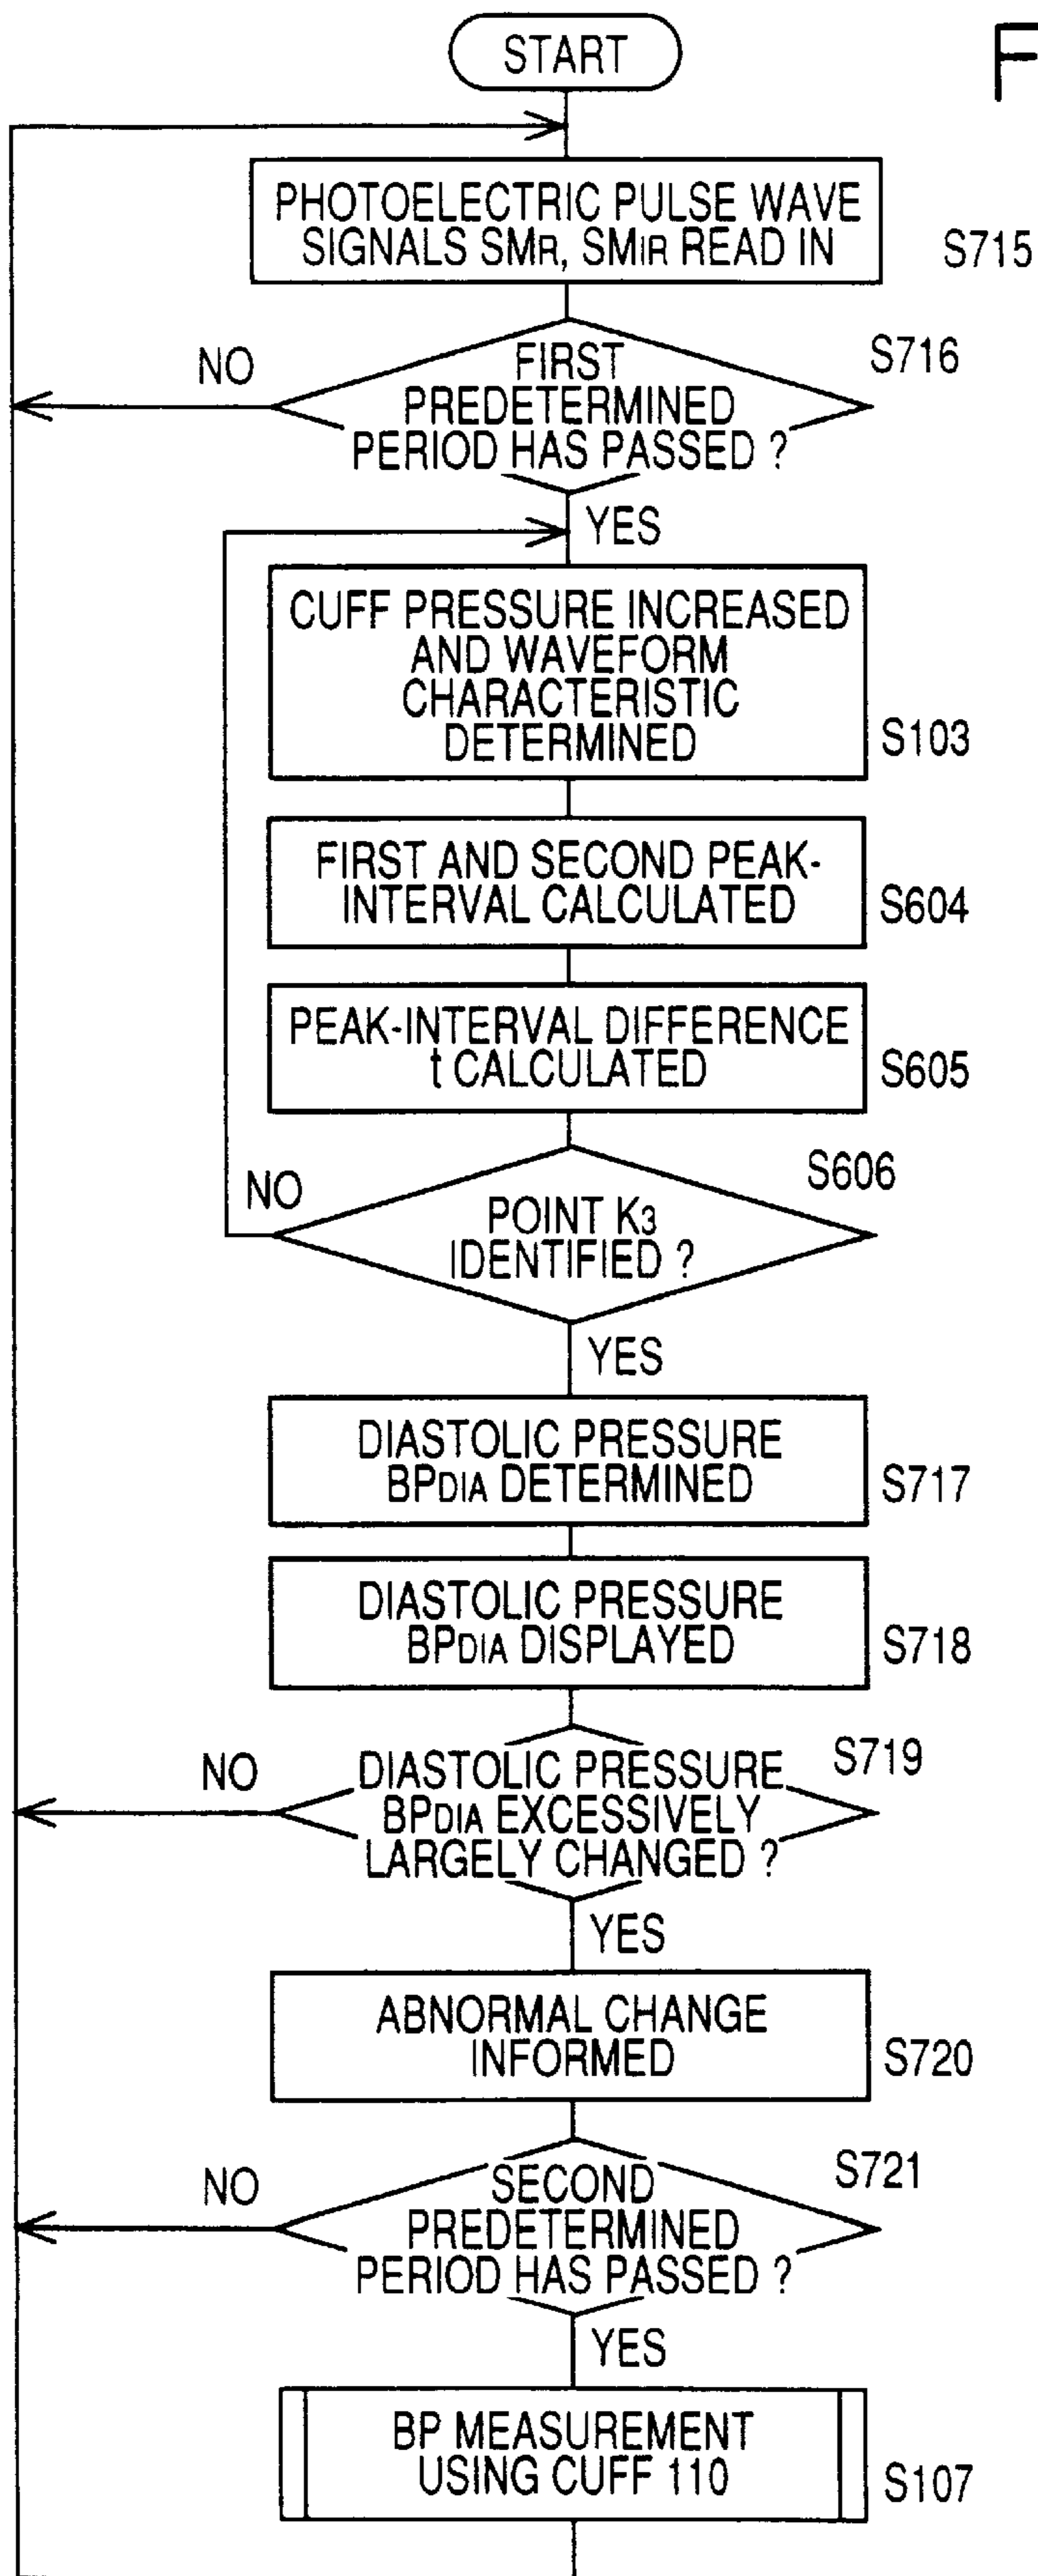 START
F
PHOTOELECTRIC PULSE WAVE
SIGNALS SMR, SMIR READ IN
S715
NO
S716
FIRST
PREDETERMINED
PERIOD HAS PASSED ?
YES
CUFF PRESSURE INCREASED
AND WAVEFORM
CHARACTERISTIC
DETERMINED
S103
FIRST AND SECOND PEAK-
INTERVAL CALCULATED
S604
PEAK-INTERVAL DIFFERENCE
t CALCULATED
S605
NO
S606
POINT K3
IDENTIFIED ?
YES
DIASTOLIC PRESSURE
BPDIA DETERMINED
S717
DIASTOLIC PRESSURE
BPDIA DISPLAYED
S718
NO
S719
DIASTOLIC PRESSURE
BPDIA EXCESSIVELY
LARGELY CHANGED ?
YES
ABNORMAL CHANGE
INFORMED
S720
NO
S721
SECOND
PREDETERMINED
PERIOD HAS PASSED ?
YES
BP MEASUREMENT
USING CUFF 110
S107